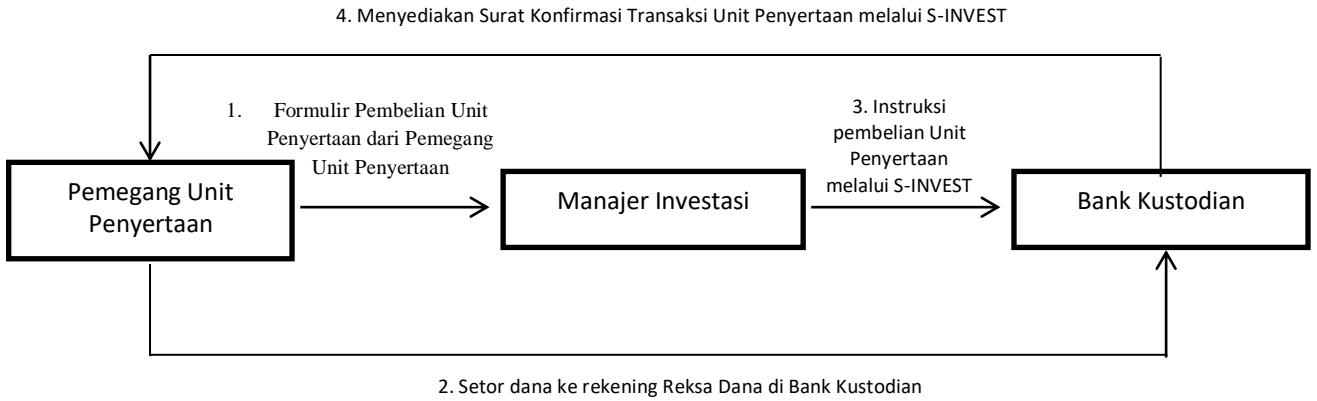 4. Menyediakan Surat Konfirmasi Transaksi Unit Penyertaan melalui S-INVEST
1. Formulir Pembelian Unit
Penyertaan dari Pemegang
Unit Penyertaan
3. Instruksi
pembelian Unit
Penyertaan
melalui S-INVEST
Pemegang Unit
Penyertaan
Manajer Investasi
Bank Kustodian
2. Setor dana ke rekening Reksa Dana di Bank Kustodian